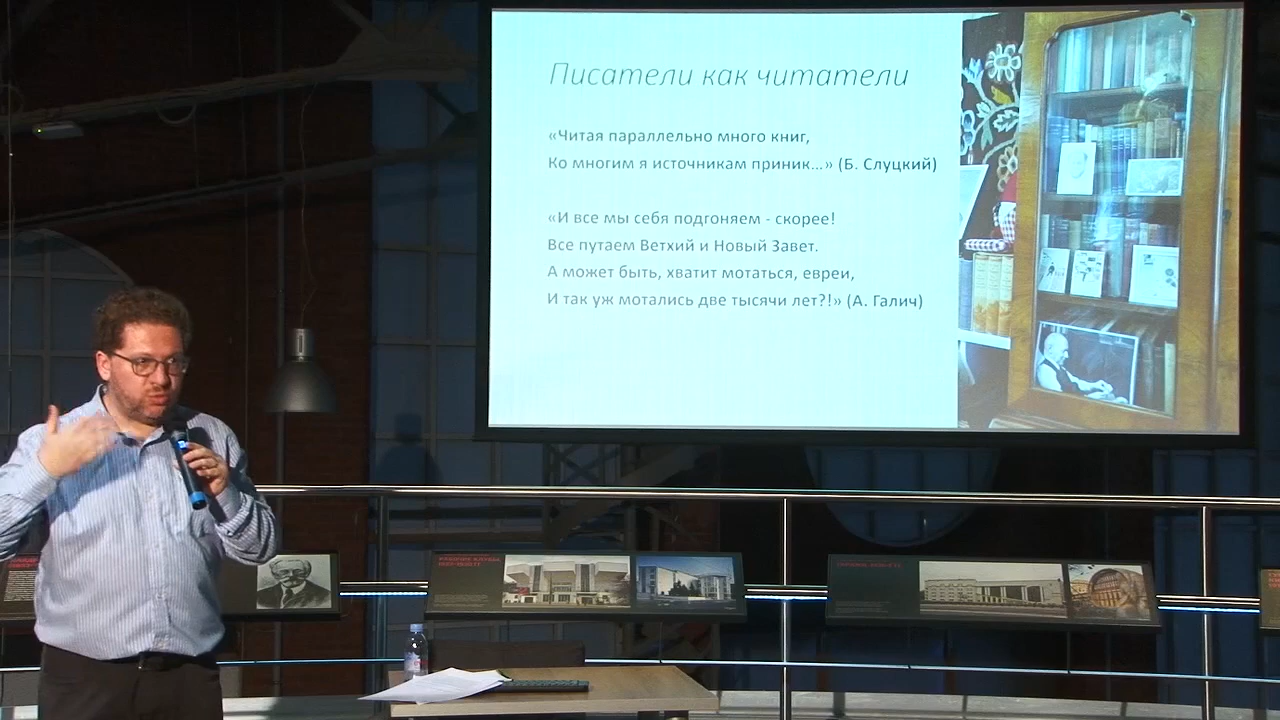 Писатели как читатели
«Читая параллельно много книг,
Ко многим я источникам приник...» (Б. Слуцкий)
«И все мы себя подгоняем - скорее!
Все путаем Ветхий и Новый Завет.
А может быть, хватит мотаться, евреи,
И так уж мотались две тысячи лет?!» (А. Галич)